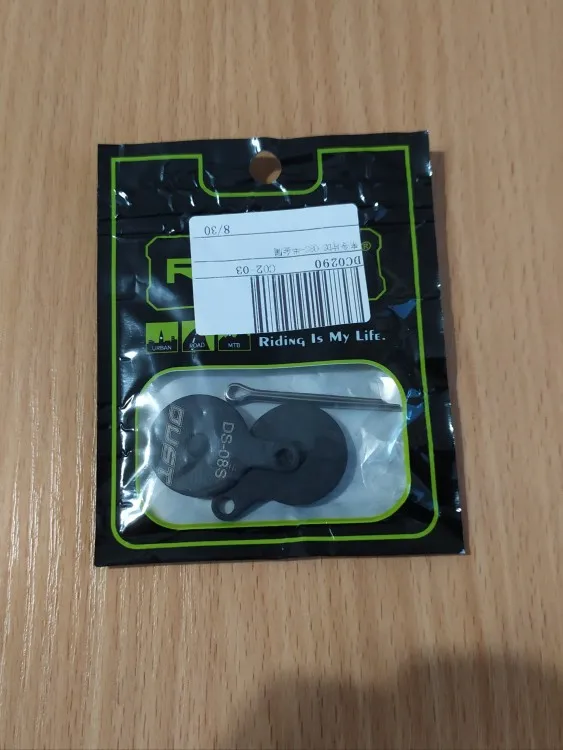 8/30
DC0290
C02-03
R
®
URBAN
ROAD
MTB
Riding Is My Life.
DUST
DS-08S